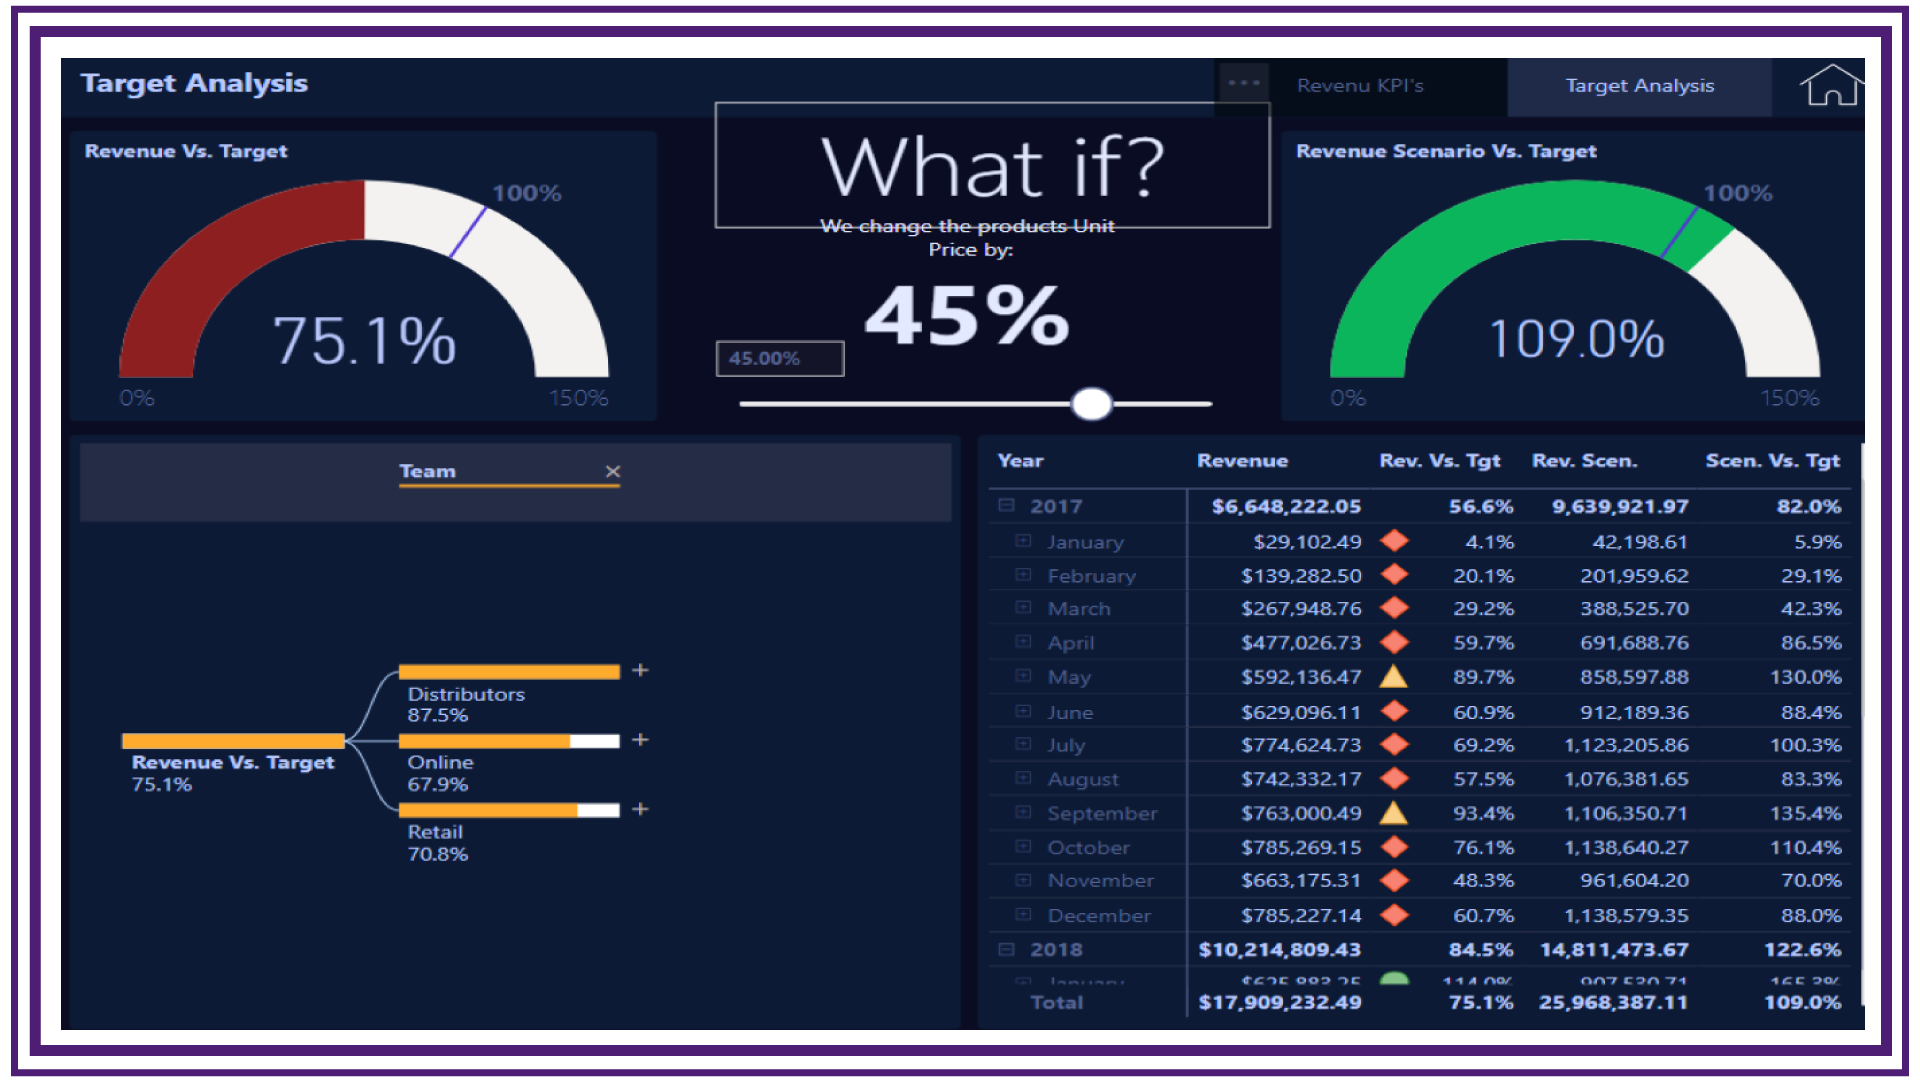 Target Analysis
... Revenu KPI's Target Analysis
Revenue Vs. Target
100%
75.1%
0% 150%
What if?
We change the products Unit
Price by:
45%
45.00%
Revenue Scenario Vs. Target
100%
109.0%
0% 150%
Team ×
Revenue Vs. Target
75.1%
Distributors
87.5%
Online
67.9%
Retail
70.8%
Year Revenue Rev. Vs. Tgt Rev. Scen. Scen. Vs. Tgt
2017 $6,648,222.05 56.6% 9,639,921.97 82.0%
January $29,102.49 4.1% 42,198.61 5.9%
February $139,282.50 20.1% 201,959.62 29.1%
March $267,948.76 29.2% 388,525.70 42.3%
April $477,026.73 59.7% 691,688.76 86.5%
May $592,136.47 89.7% 858,597.88 130.0%
June $629,096.11 60.9% 912,189.36 88.4%
July $774,624.73 69.2% 1,123,205.86 100.3%
August $742,332.17 57.5% 1,076,381.65 83.3%
September $763,000.49 93.4% 1,106,350.71 135.4%
October $785,269.15 76.1% 1,138,640.27 110.4%
November $663,175.31 48.3% 961,604.20 70.0%
December $785,227.14 60.7% 1,138,579.35 88.0%
2018 $10,214,809.43 84.5% 14,811,473.67 122.6%
January $625,883.25 114.0% 907,530.71 165.3%
Total $17,909,232.49 75.1% 25,968,387.11 109.0%